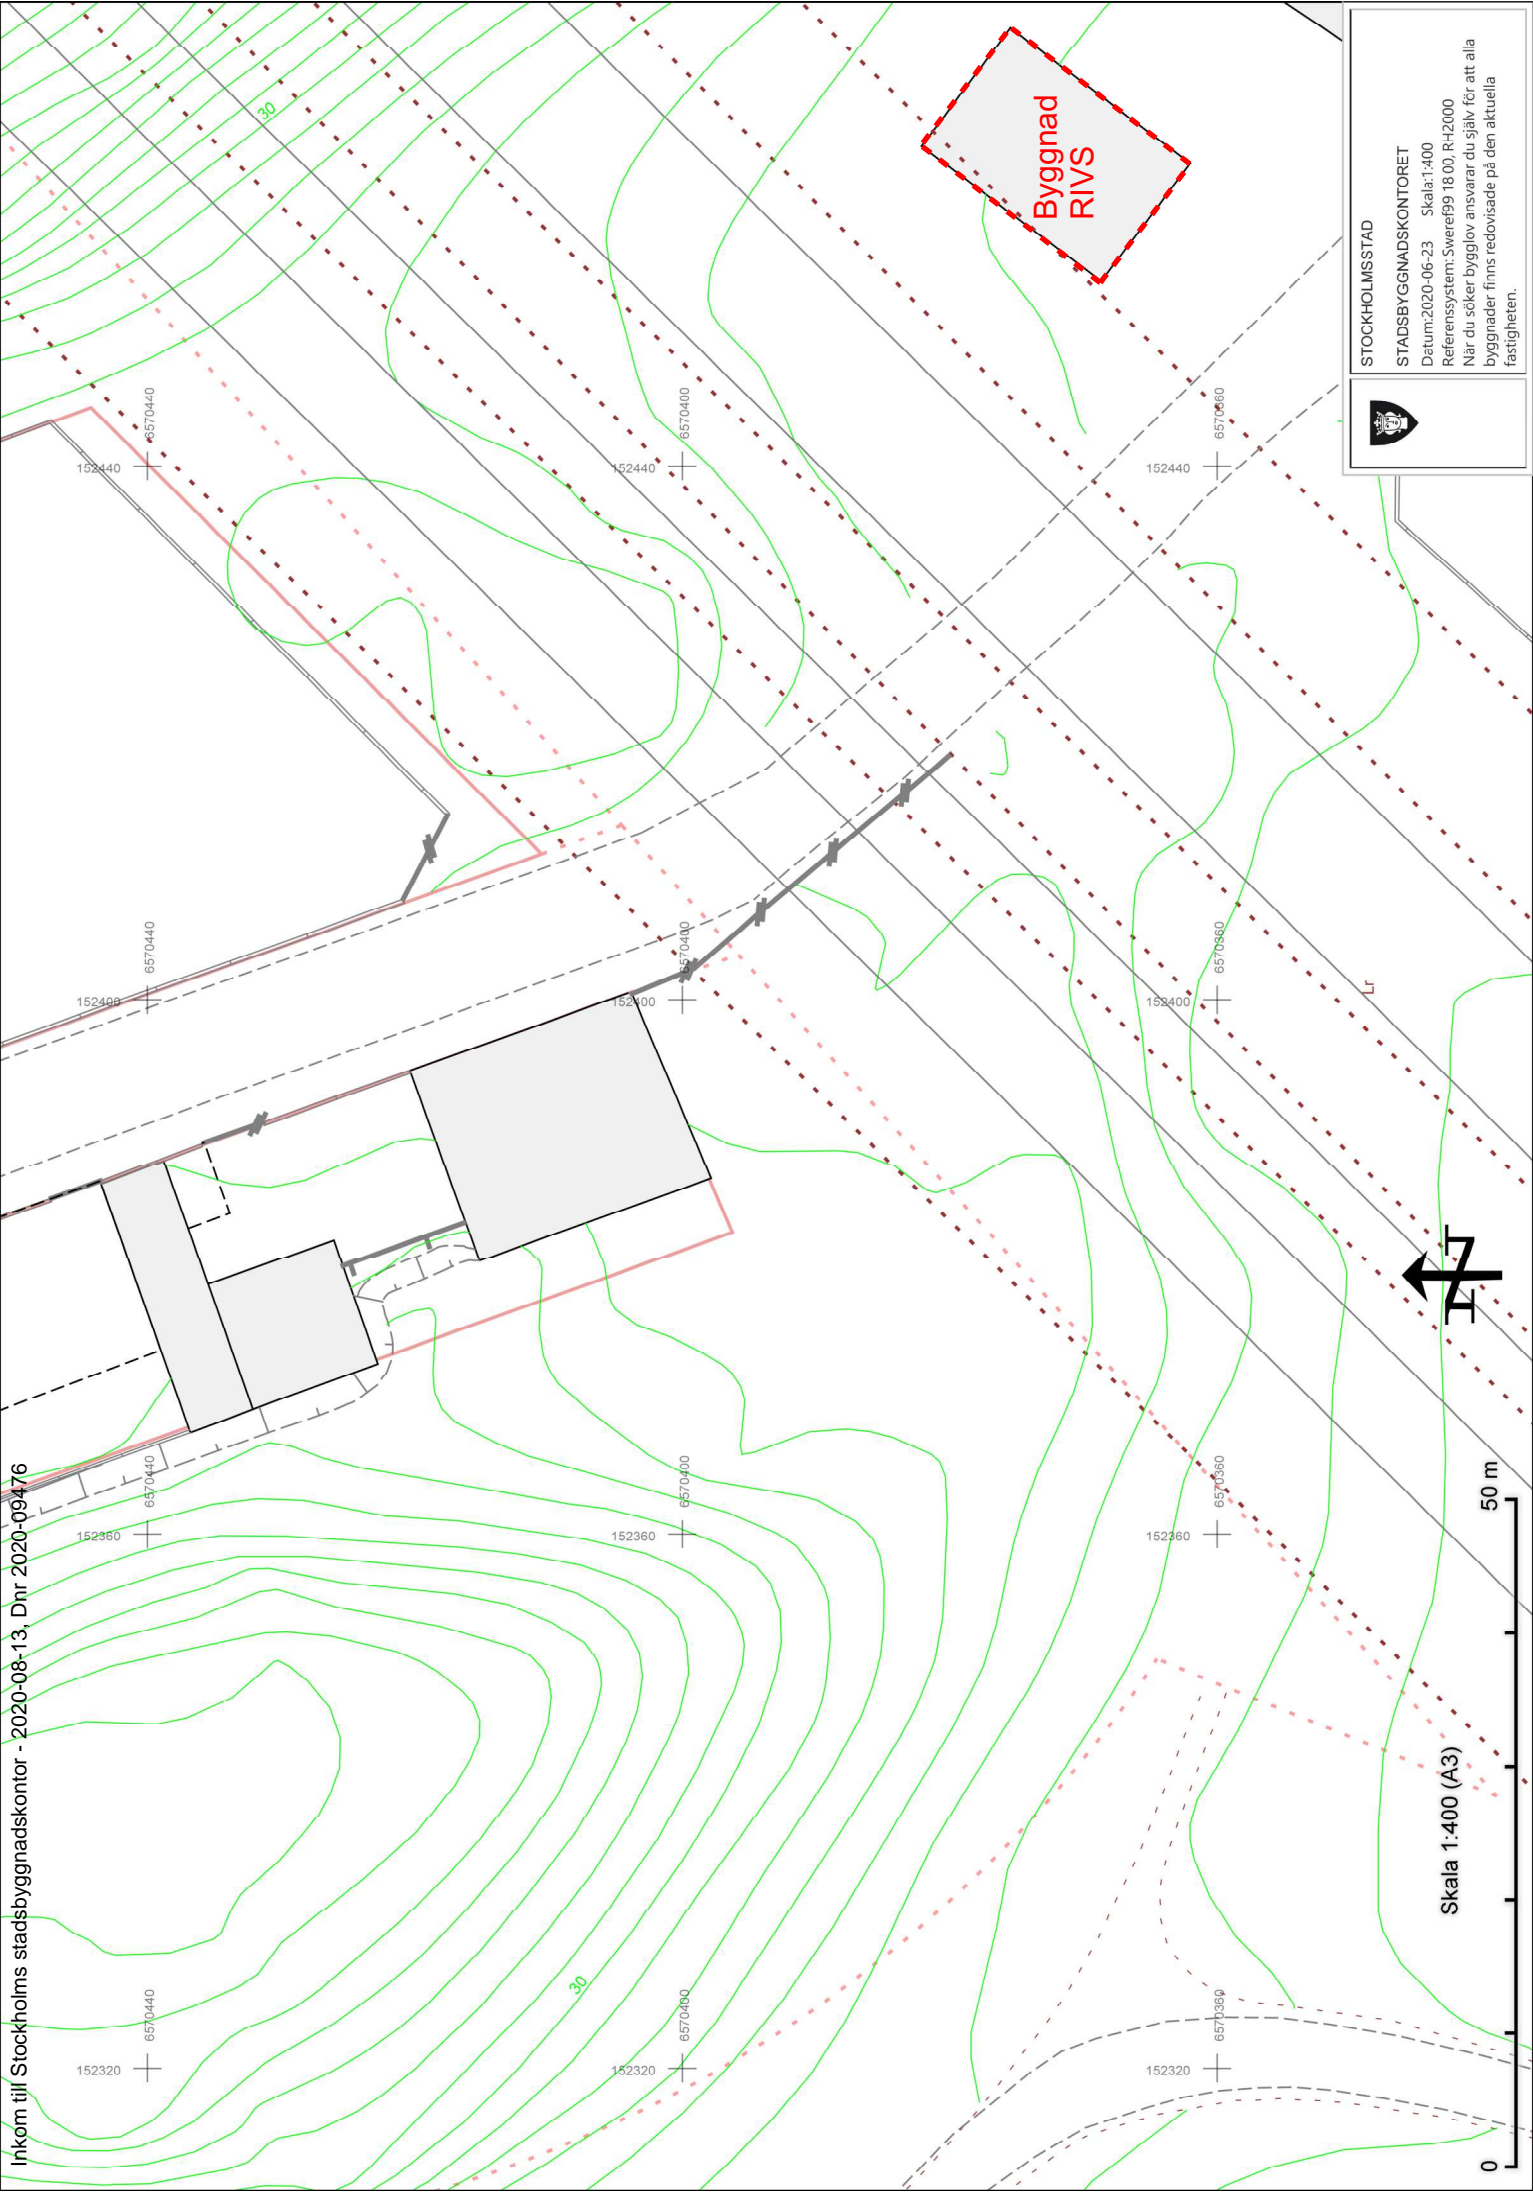 Inkom till Stockholms stadsbyggnadskontor - 2020-08-13, Dnr 2020-09476
30
Byggnad
RIVS
6570440
152440
6570400
152440
6570360
152440
6570440
152400
6570400
152400
6570360
152400
Lr
6570440
152360
6570400
152360
6570360
152360
6570440
152320
6570400
152320
6570360
152320
30
N
Skala 1:400 (A3)
0
50 m
STOCKHOLMSSTAD
STADSBYGGNADSKONTORET
Datum:2020-06-23 Skala:1:400
Referenssystem:Sweref99 18 00, RH2000
När du söker bygglov ansvarar du själv för att alla
byggnader finns redovisade på den aktuella
fastigheten.